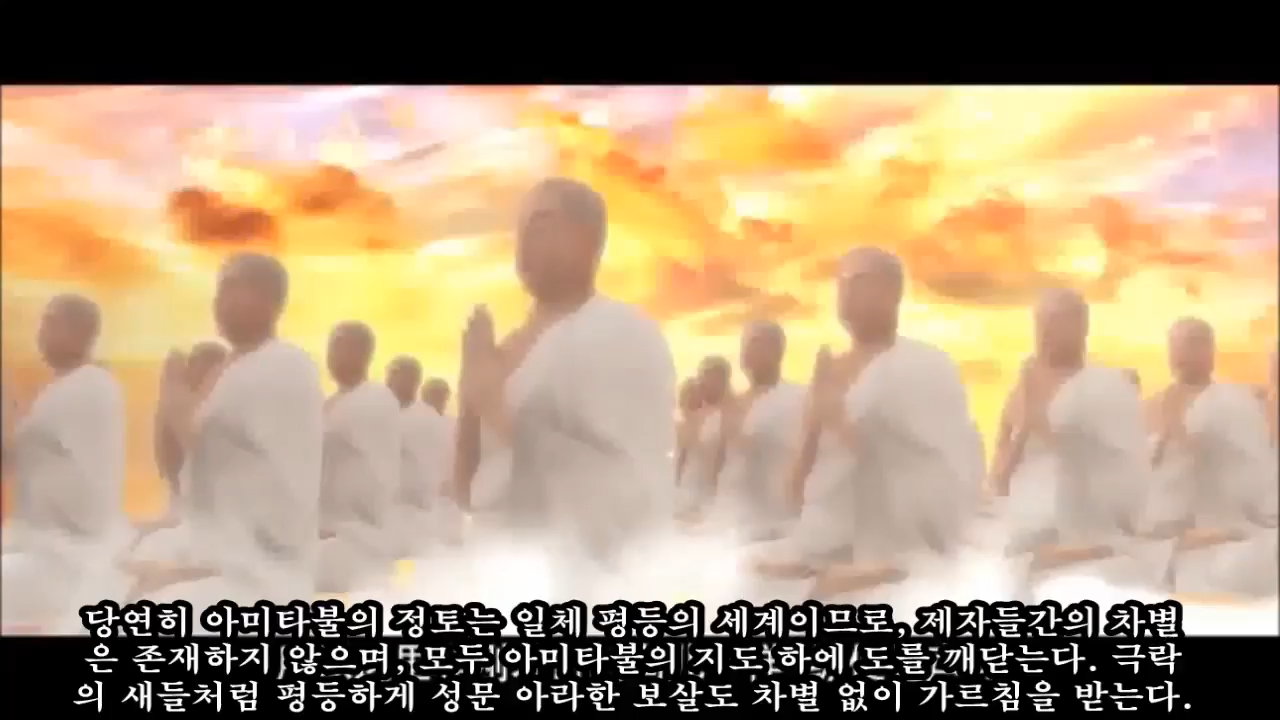 당연히 아미타불의 정토는 일체 평등의 세계이므로, 제자들간의 차별
은 존재하지 않으며, 모두 아미타불의 지도 하에 도를 깨닫는다. 극락
의 새들처럼 평등하게 성문 아라한 보살도 차별 없이 가르침을 받는다.